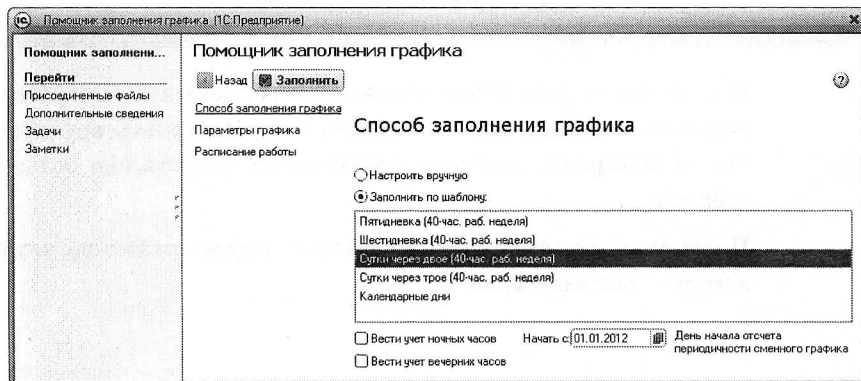 Помощник заполнения графика (1С:Предприятие)
Помощник заполнени...
Перейти
Присоединенные файлы
Дополнительные сведения
Задачи
Заметки
Помощник заполнения графика
Назад Заполнить
Способ заполнения графика
Параметры графика
Расписание работы
Способ заполнения графика
Настроить вручную
Заполнить по шаблону:
Пятидневка (40-час. раб. неделя)
Шестидневка (40-час. раб. неделя)
Сутки через двое (40-час. раб. неделя)
Сутки через трое (40-час. раб. неделя)
Календарные дни
Вести учет ночных часов Начать с: 01.01.2012 День начала отсчета
периодичности сменного графика
Вести учет вечерних часов